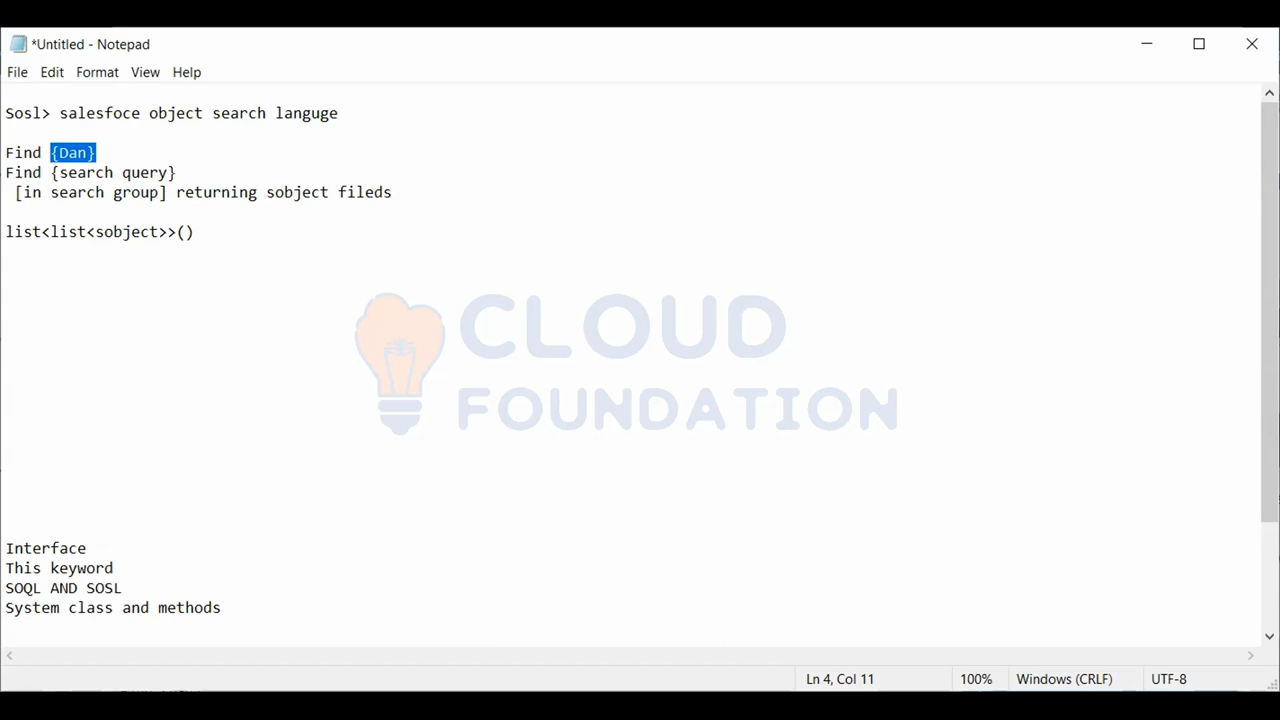 *Untitled - Notepad
File Edit Format View Help
Sosl> salesfoce object search languge
Find {Dan}
Find {search query}
[in search group] returning sobject fileds
list<list<sobject>>()
CLOUD
FOUNDATION
Interface
This keyword
SOQL AND SOSL
System class and methods
Ln 4, Col 11 100% Windows (CRLF) UTF-8